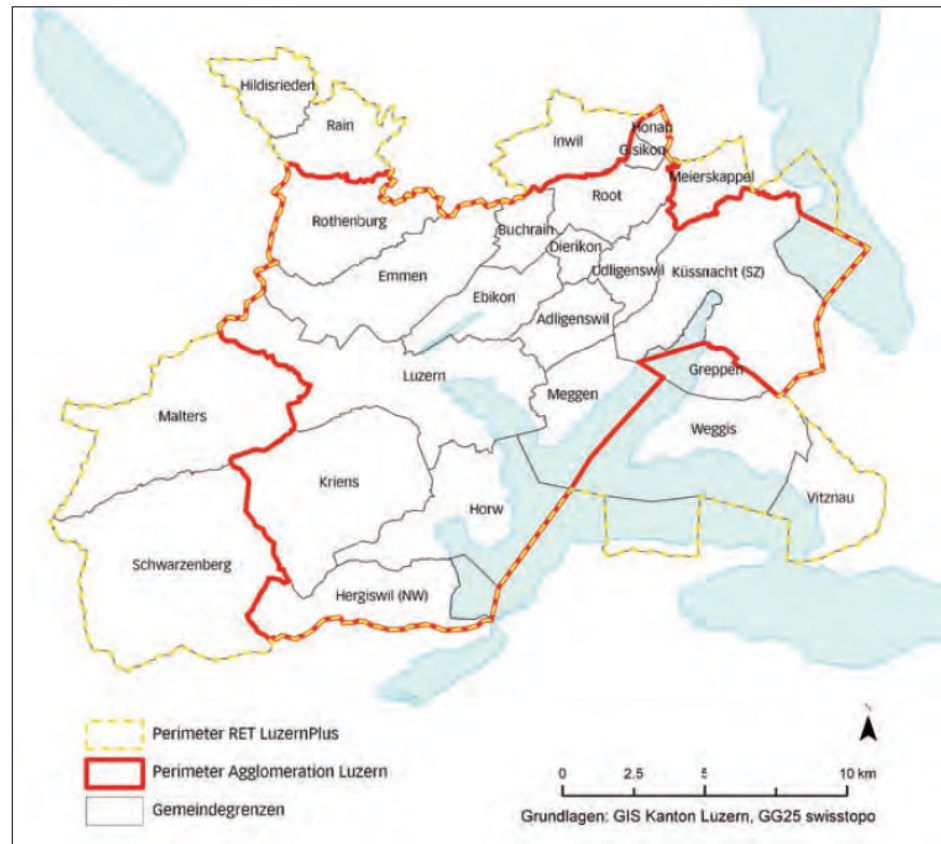 Hildisrieden
Rain
Inwil
Honau
Gisikon
Meierskappel
Root
Rothenburg
Buchrain
Dierikon
Udligenswil
Emmen
Küssnacht (SZ)
Ebikon
Adligenswil
Luzern
Greppen
Meggen
Malters
Weggis
Kriens
Vitznau
Horw
Schwarzenberg
Hergiswil (NW)
Perimeter RET LuzernPlus
Perimeter Agglomeration Luzern
Gemeindegrenzen
N
0 2.5 5 10 km
Grundlagen: GIS Kanton Luzern, GG25 swisstopo